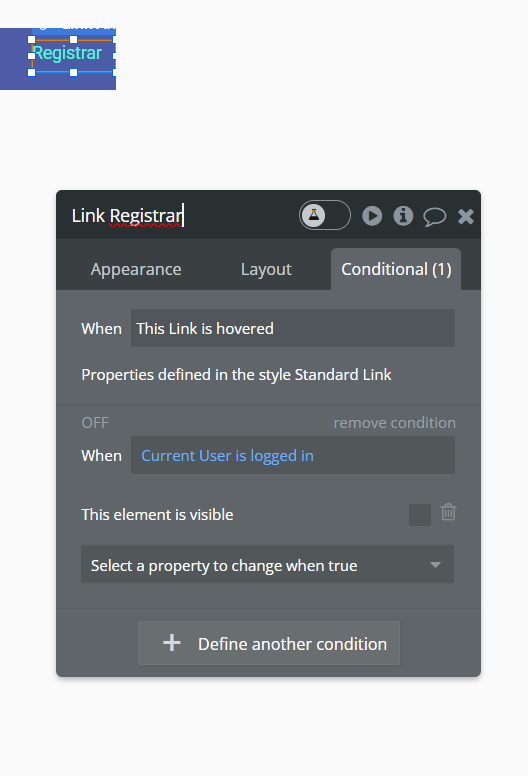 Registrar
Link Registrar
Appearance
Layout
Conditional (1)
When
This Link is hovered
Properties defined in the style Standard Link
OFF
remove condition
When
Current User is logged in
This element is visible
Select a property to change when true
Define another condition